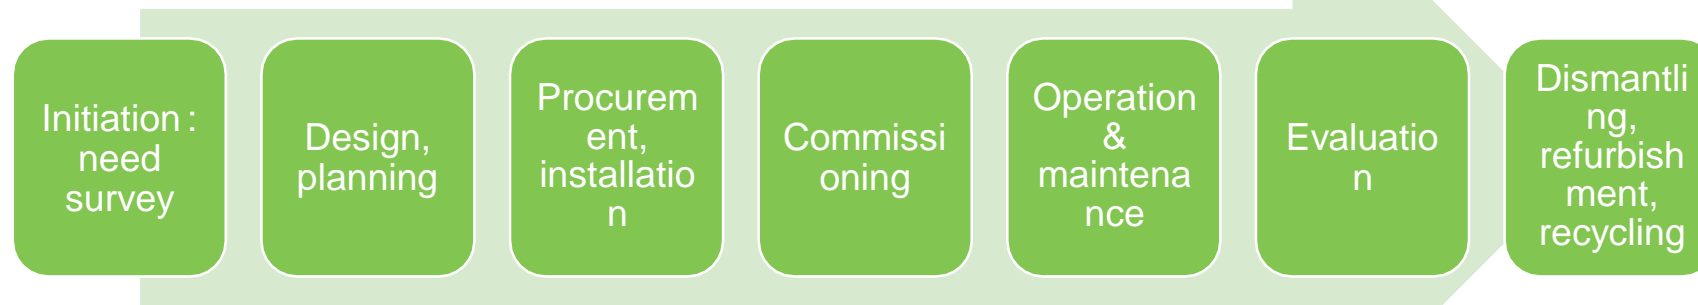 Initiation :
need
survey
Design,
planning
Procurem
ent,
installatio
n
Commissi
oning
Operation
&
maintena
nce
Evaluatio
n
Dismantli
ng,
refurbish
ment,
recycling